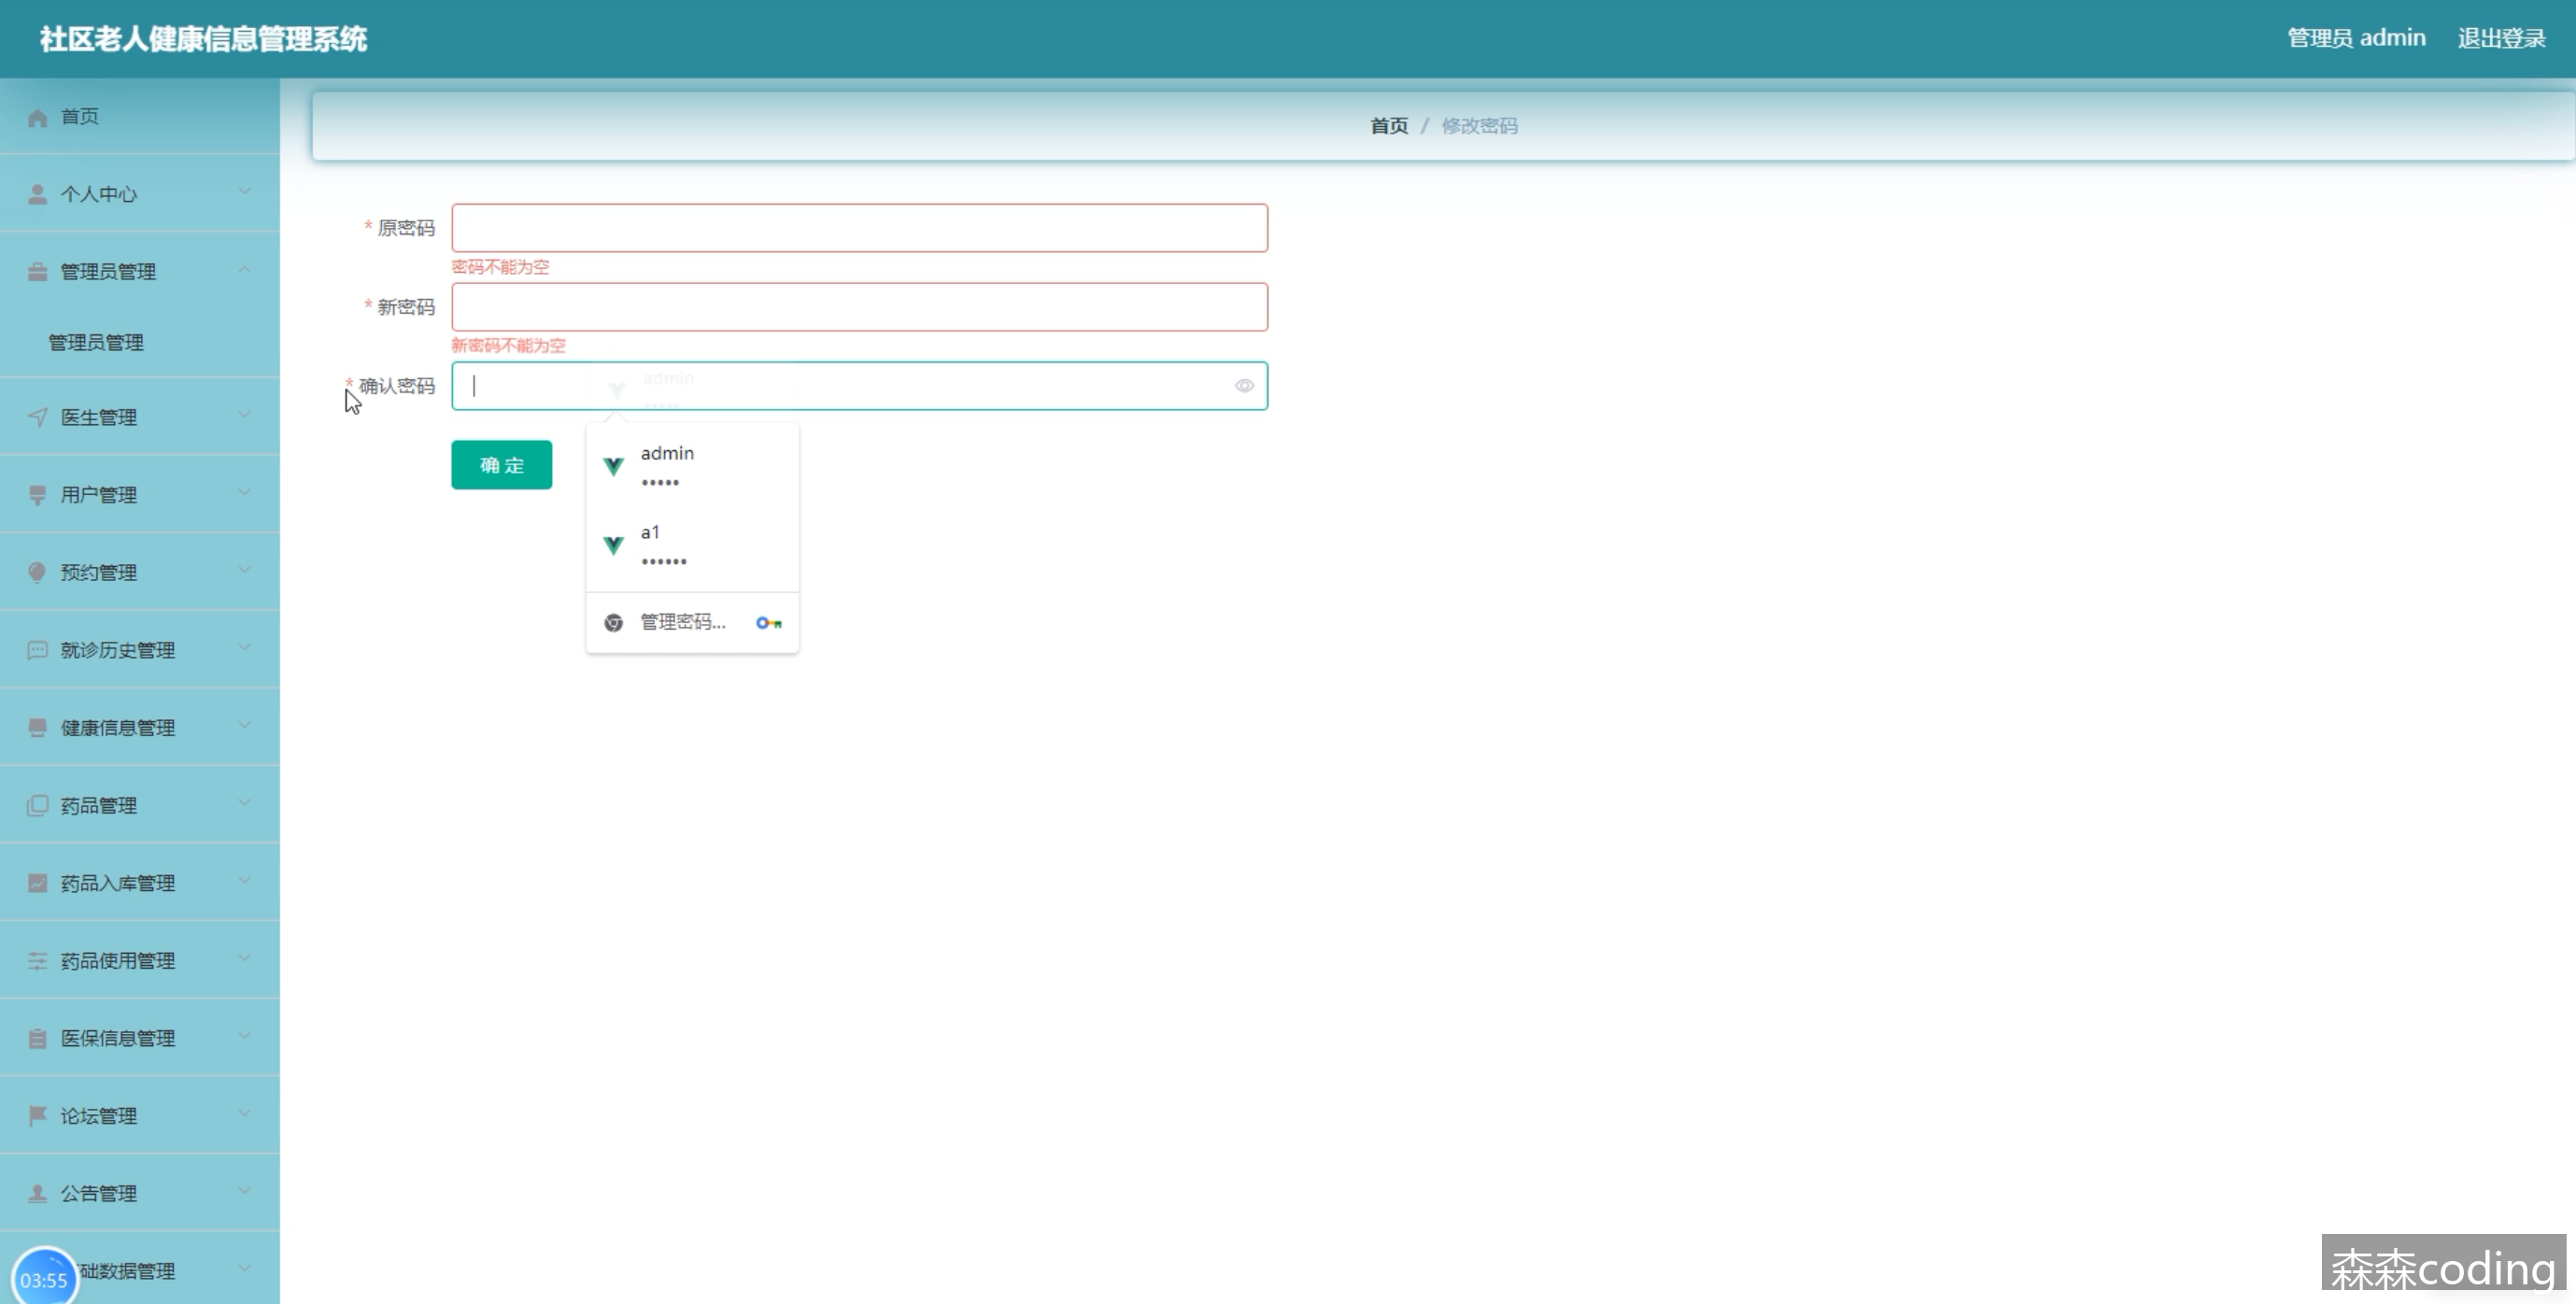 社区老人健康信息管理系统
管理员 admin
退出登录
首页
个人中心
管理员管理
管理员管理
医生管理
用户管理
预约管理
就诊历史管理
健康信息管理
药品管理
药品入库管理
药品使用管理
医保信息管理
论坛管理
公告管理
础数据管理
03:55
首页 / 修改密码
* 原密码
密码不能为空
* 新密码
新密码不能为空
* 确认密码
admin
确 定
admin
•••••
a1
••••••
管理密码...
森森coding